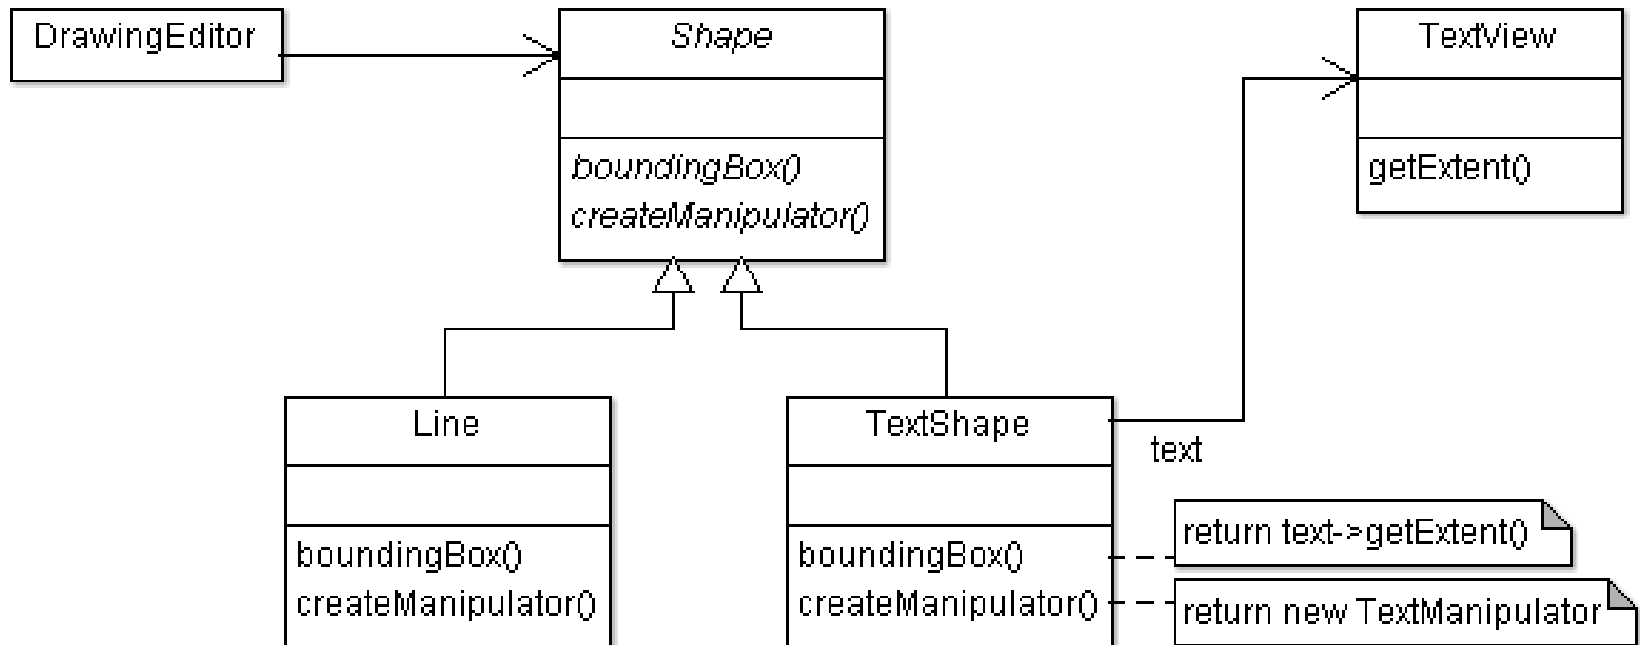 DrawingEditor
Shape
boundingBox()
createManipulator()
TextView
getExtent()
Line
boundingBox()
createManipulator()
TextShape
boundingBox()
createManipulator()
text
return text->getExtent()
return new TextManipulator